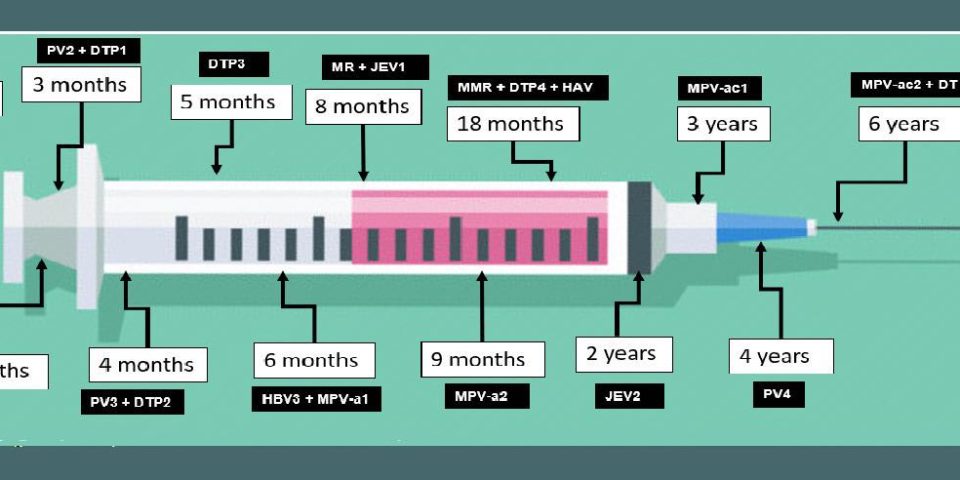 PV2 + DTP1
3 months
DTP3
5 months
MR + JEV1
8 months
MMR + DTP4 + HAV
18 months
MPV-ac1
3 years
MPV-ac2 + DT
6 years
ths
4 months
PV3 + DTP2
6 months
HBV3 + MPV-a1
9 months
MPV-a2
2 years
JEV2
4 years
PV4